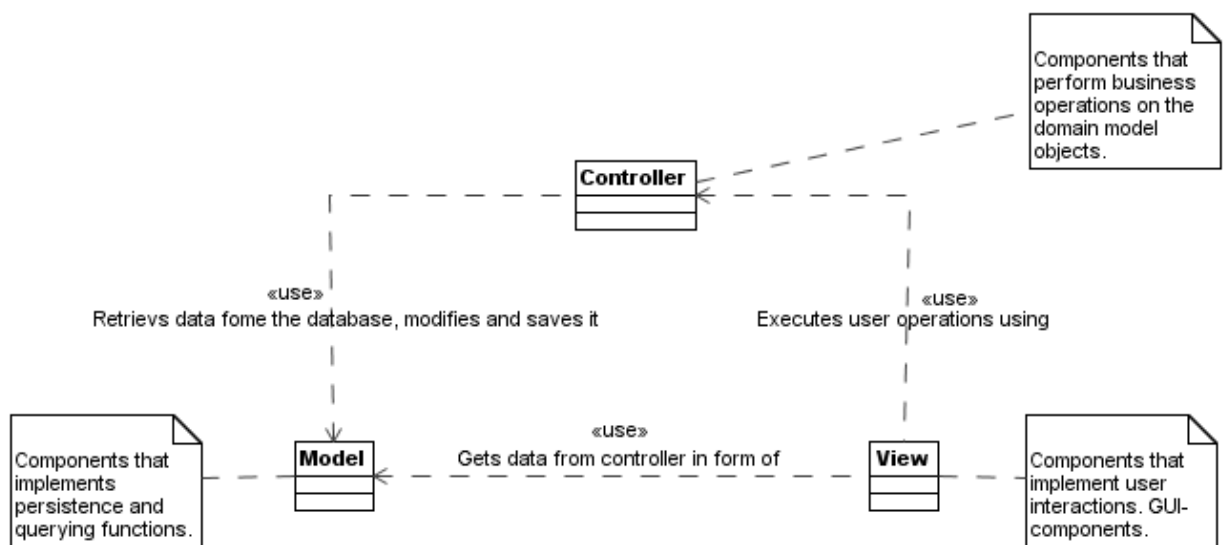 Components that
perform business
operations on the
domain model
objects.
Controller
«use»
Retrievs data fome the database, modifies and saves it
«use»
Executes user operations using
Components that
implements
persistence and
querying functions.
Model
«use»
Gets data from controller in form of
View
Components that
implement user
interactions. GUI-
components.